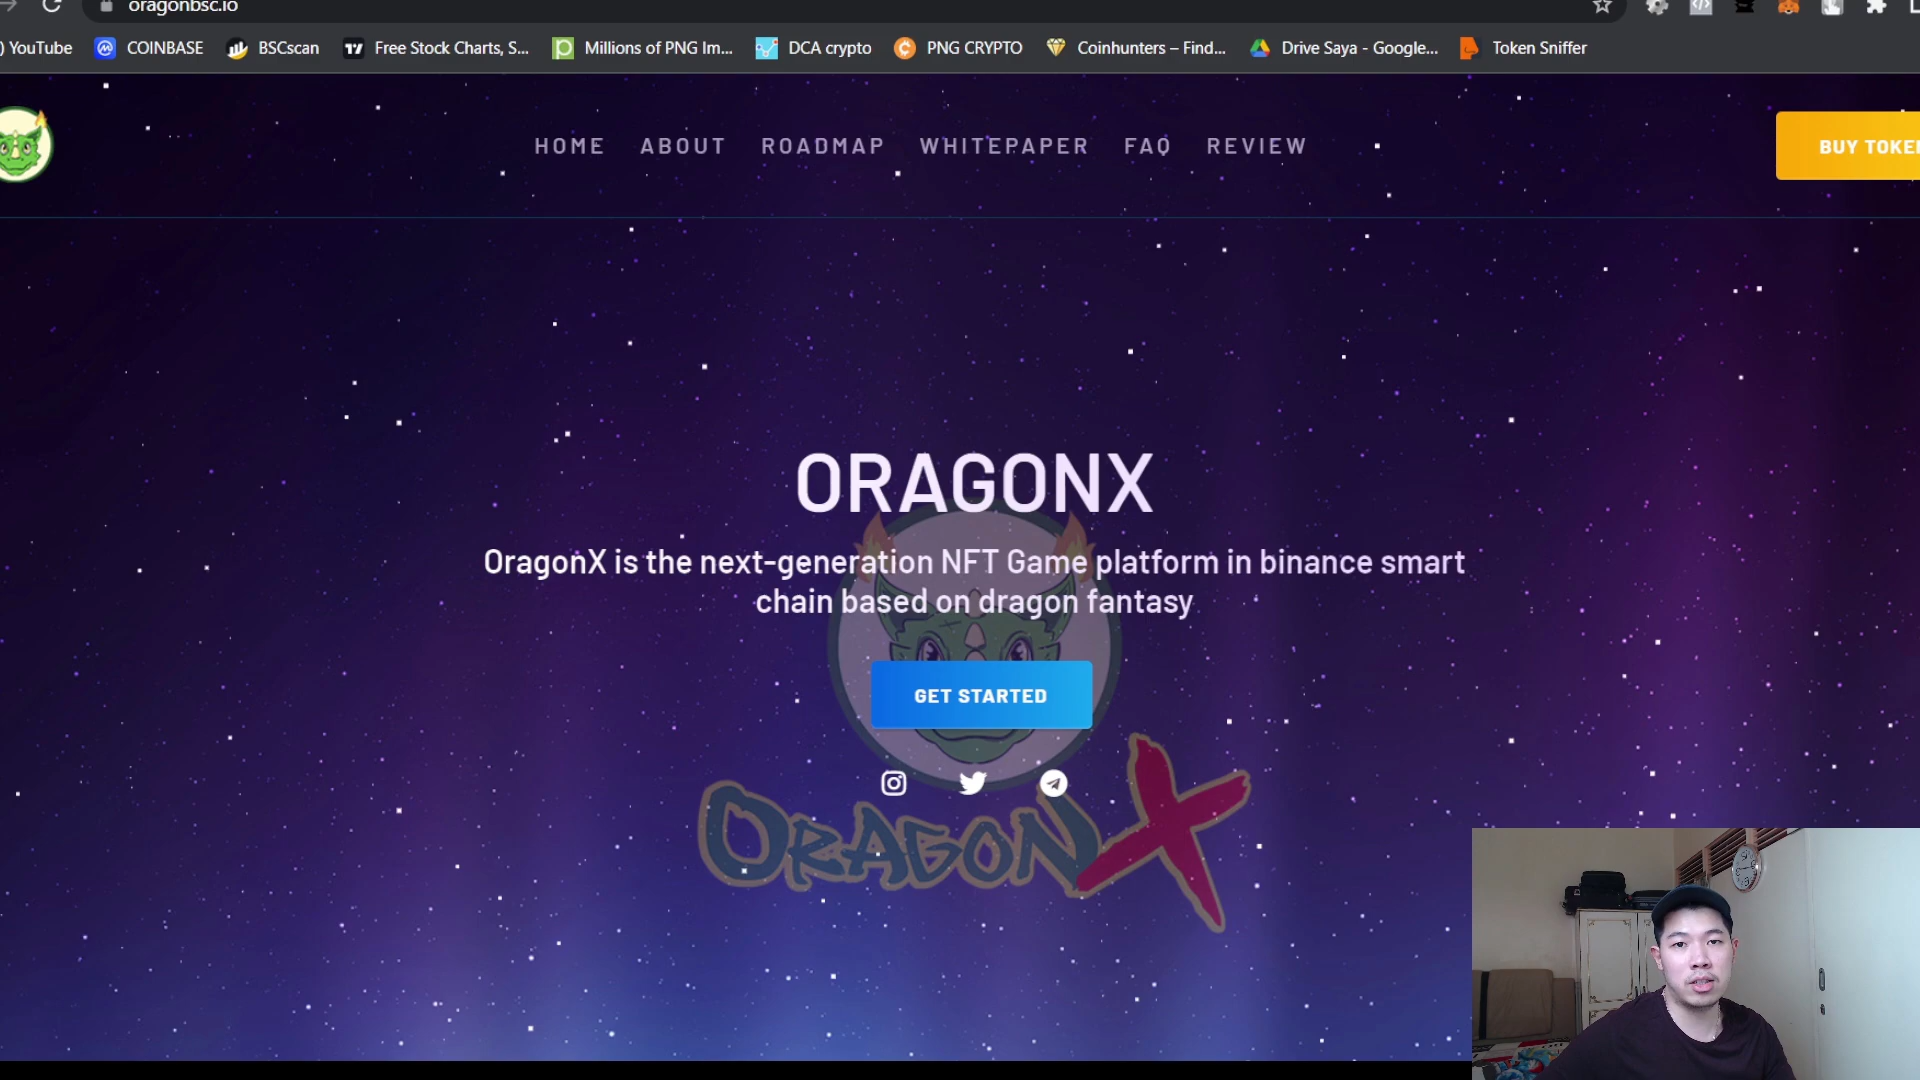 oragonbsc.io
) YouTube COINBASE BSCscan Free Stock Charts, S... Millions of PNG Im... DCA crypto PNG CRYPTO Coinhunters – Find... Drive Saya - Google... Token Sniffer
HOME ABOUT ROADMAP WHITEPAPER FAQ REVIEW
BUY TOKEN
ORAGONX
OragonX is the next-generation NFT Game platform in binance smart
chain based on dragon fantasy
GET STARTED
ORAGONX